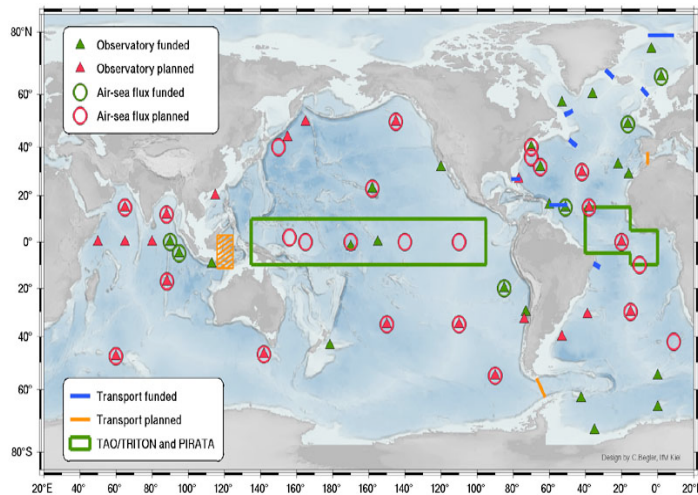 80°N
60°
40°
20°
0°
20°
40°
60°
80°S
Observatory funded
Observatory planned
Air-sea flux funded
Air-sea flux planned
Transport funded
Transport planned
TAO/TRITON and PIRATA
Design by C.Begler, IfM Kiel
20°E 40° 60° 80° 100° 120° 140° 160° 180° 160° 140° 120° 100° 80° 60° 40° 20° 0° 20°E